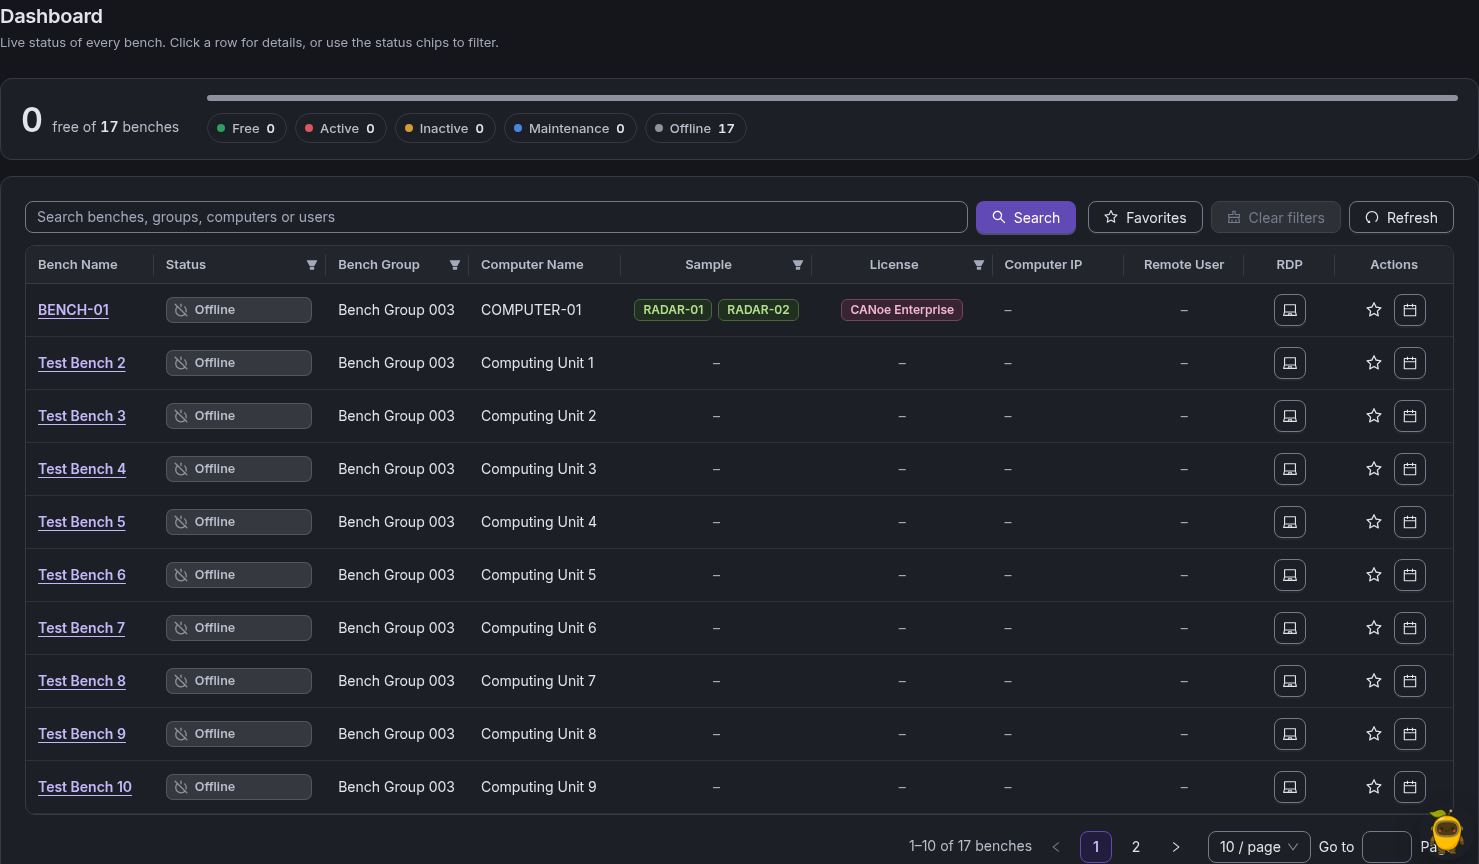 Dashboard
Live status of every bench. Click a row for details, or use the status chips to filter.
0 free of 17 benches
Free 0 Active 0 Inactive 0 Maintenance 0 Offline 17
Search benches, groups, computers or users Search Favorites Clear filters Refresh
Bench Name Status Bench Group Computer Name Sample License Computer IP Remote User RDP Actions
BENCH-01 Offline Bench Group 003 COMPUTER-01 RADAR-01 RADAR-02 CANoe Enterprise – –
Test Bench 2 Offline Bench Group 003 Computing Unit 1 – – – –
Test Bench 3 Offline Bench Group 003 Computing Unit 2 – – – –
Test Bench 4 Offline Bench Group 003 Computing Unit 3 – – – –
Test Bench 5 Offline Bench Group 003 Computing Unit 4 – – – –
Test Bench 6 Offline Bench Group 003 Computing Unit 5 – – – –
Test Bench 7 Offline Bench Group 003 Computing Unit 6 – – – –
Test Bench 8 Offline Bench Group 003 Computing Unit 7 – – – –
Test Bench 9 Offline Bench Group 003 Computing Unit 8 – – – –
Test Bench 10 Offline Bench Group 003 Computing Unit 9 – – – –
1–10 of 17 benches 1 2 10 / page Go to